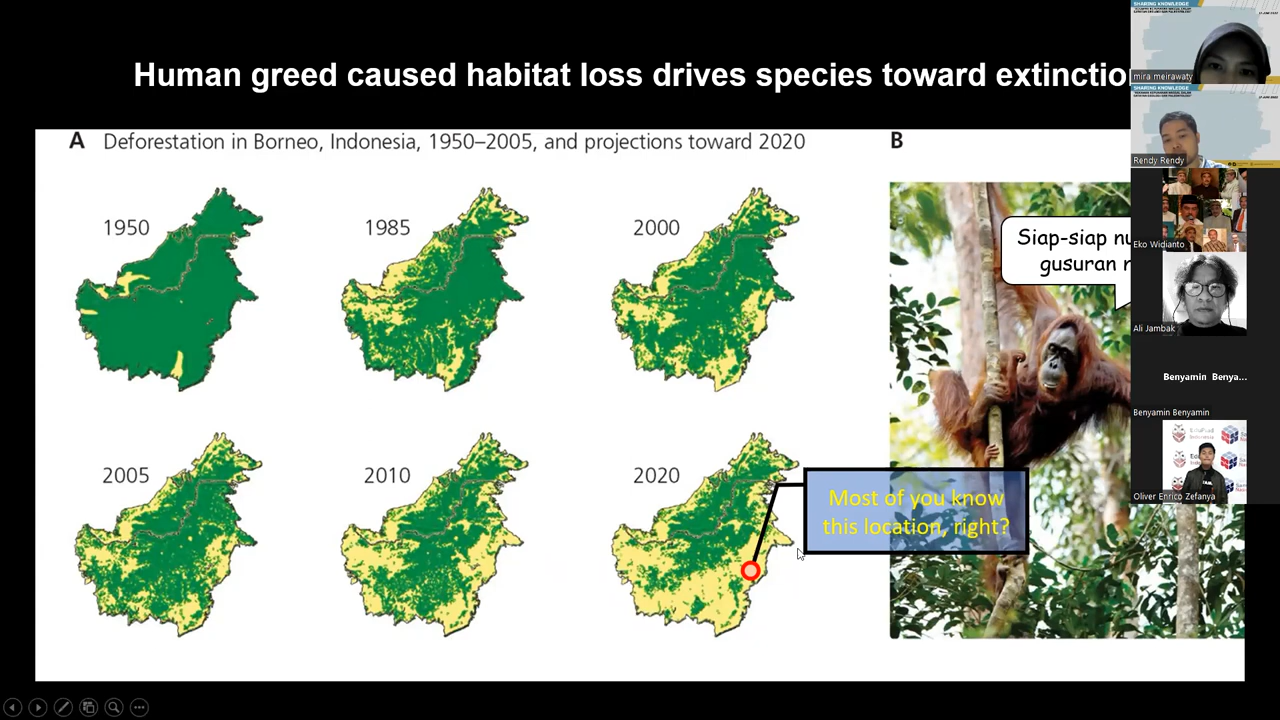 Human greed caused habitat loss drives species toward extinctio
A Deforestation in Borneo, Indonesia, 1950–2005, and projections toward 2020
B
1950
1985
2000
2005
2010
2020
Siap-siap nu
gusuran r
Most of you know
this location, right?
SHARING KNOWLEDGE
mira meirawaty
SHARING KNOWLEDGE
Rendy Rendy
Eko Widianto
Ali Jambak
Benyamin Benya...
Benyamin Benyamin
Oliver Enrico Zefanya